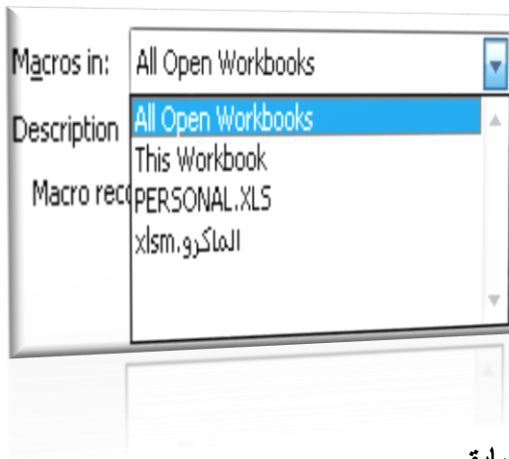 Macros in: All Open Workbooks
All Open Workbooks
Description
This Workbook
Macro rec
PERSONAL.XLS
الماكرو.xlsm